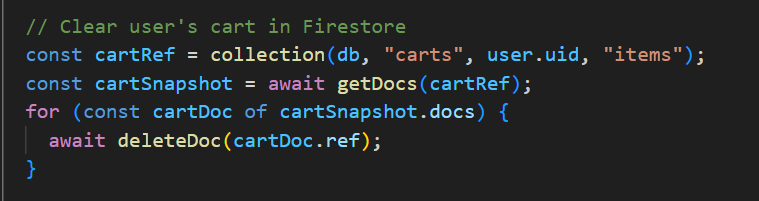 // Clear user's cart in Firestore
const cartRef = collection(db, "carts", user.uid, "items");
const cartSnapshot = await getDocs(cartRef);
for (const cartDoc of cartSnapshot.docs) {
  await deleteDoc(cartDoc.ref);
}